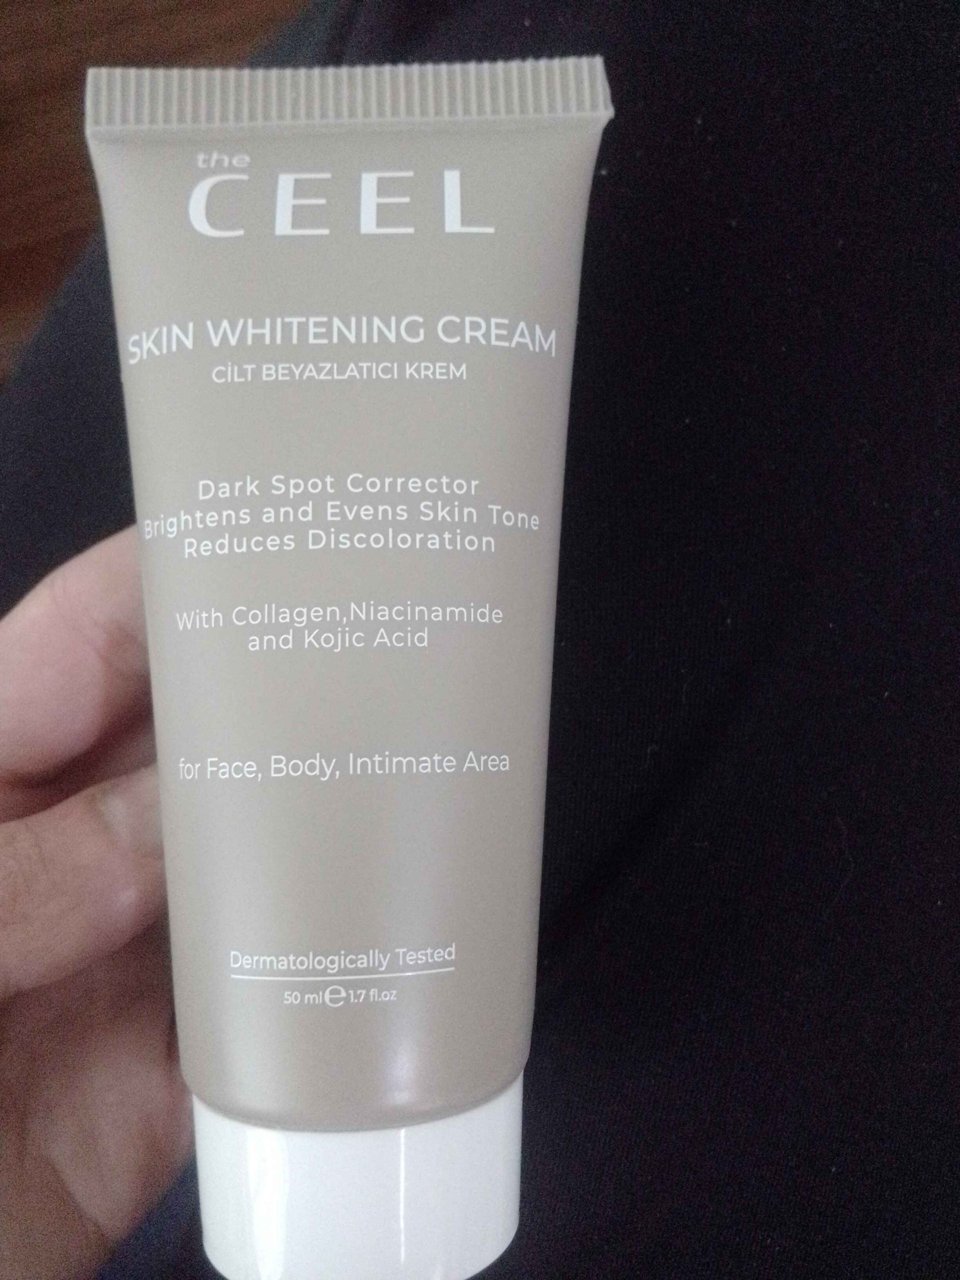 the
CEEL
SKIN WHITENING CREAM
CİLT BEYAZLATICI KREM
Dark Spot Corrector
Brightens and Evens Skin Tone
Reduces Discoloration
With Collagen,Niacinamide
and Kojic Acid
for Face, Body, Intimate Area
Dermatologically Tested
50 ml℮1.7 fl.oz